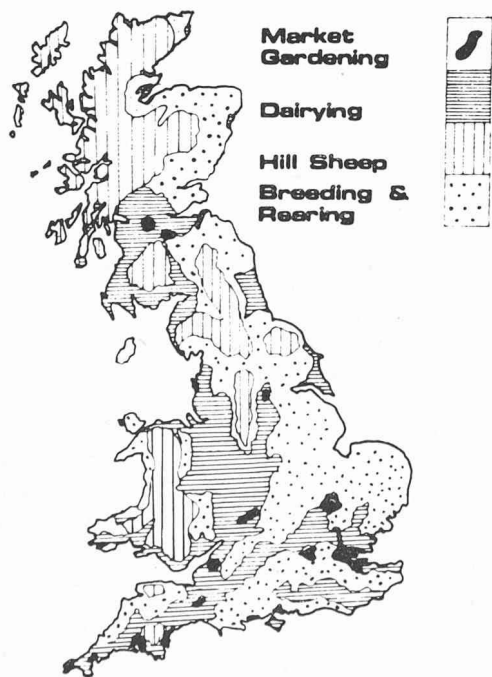 Market
Gardening
Dairying
Hill Sheep
Breeding &
Rearing